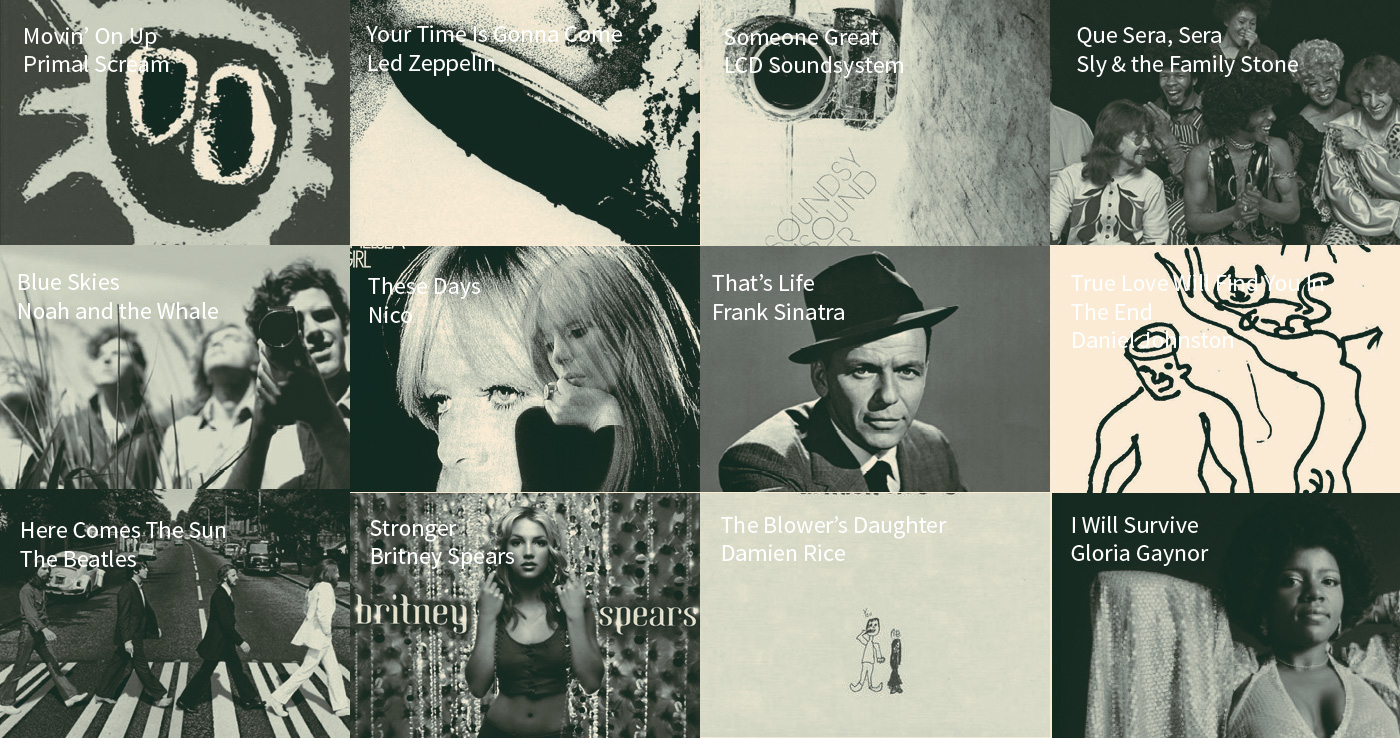 Movin’ On Up
Primal Scream
Your Time Is Gonna Come
Led Zeppelin
Someone Great
LCD Soundsystem
SOUNDSY
SOUND
Que Sera, Sera
Sly & the Family Stone
Blue Skies
Noah and the Whale
GIRL
These Days
Nico
That’s Life
Frank Sinatra
True Love Will Find You In
The End
Daniel Johnston
Here Comes The Sun
The Beatles
Stronger
Britney Spears
britney spears
The Blower’s Daughter
Damien Rice
I Will Survive
Gloria Gaynor